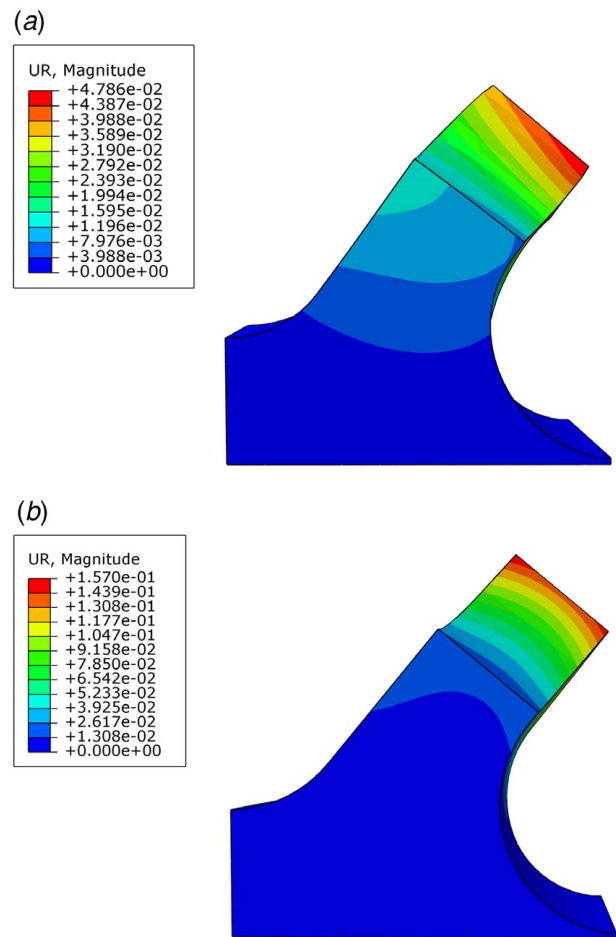 (a)
UR, Magnitude
+4.786e-02
+4.387e-02
+3.988e-02
+3.589e-02
+3.190e-02
+2.792e-02
+2.393e-02
+1.994e-02
+1.595e-02
+1.196e-02
+7.976e-03
+3.988e-03
+0.000e+00
(b)
UR, Magnitude
+1.570e-01
+1.439e-01
+1.308e-01
+1.177e-01
+1.047e-01
+9.158e-02
+7.850e-02
+6.542e-02
+5.233e-02
+3.925e-02
+2.617e-02
+1.308e-02
+0.000e+00